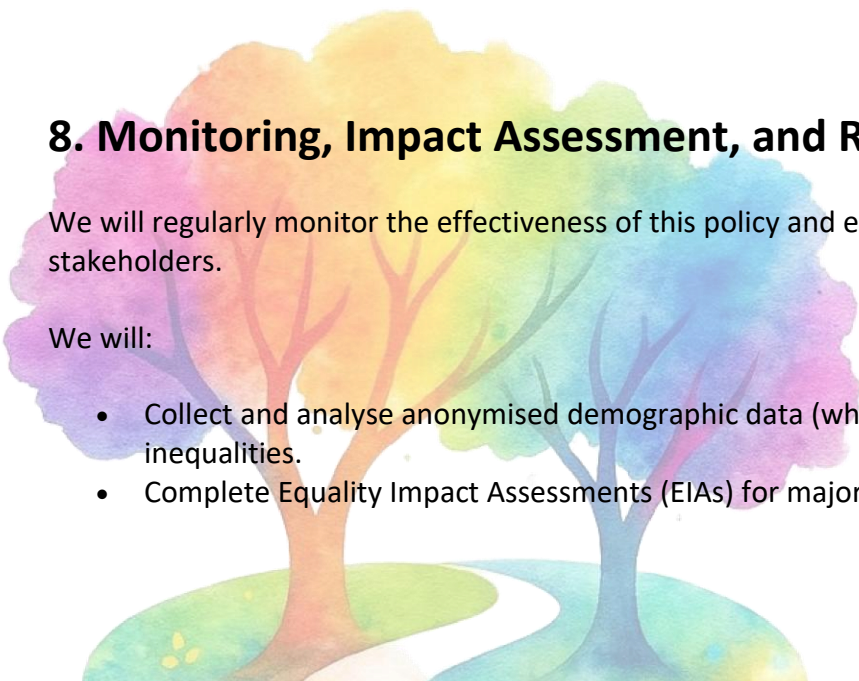 8. Monitoring, Impact Assessment, and R
We will regularly monitor the effectiveness of this policy and e
stakeholders.
We will:
• Collect and analyse anonymised demographic data (wh
inequalities.
• Complete Equality Impact Assessments (EIAs) for major